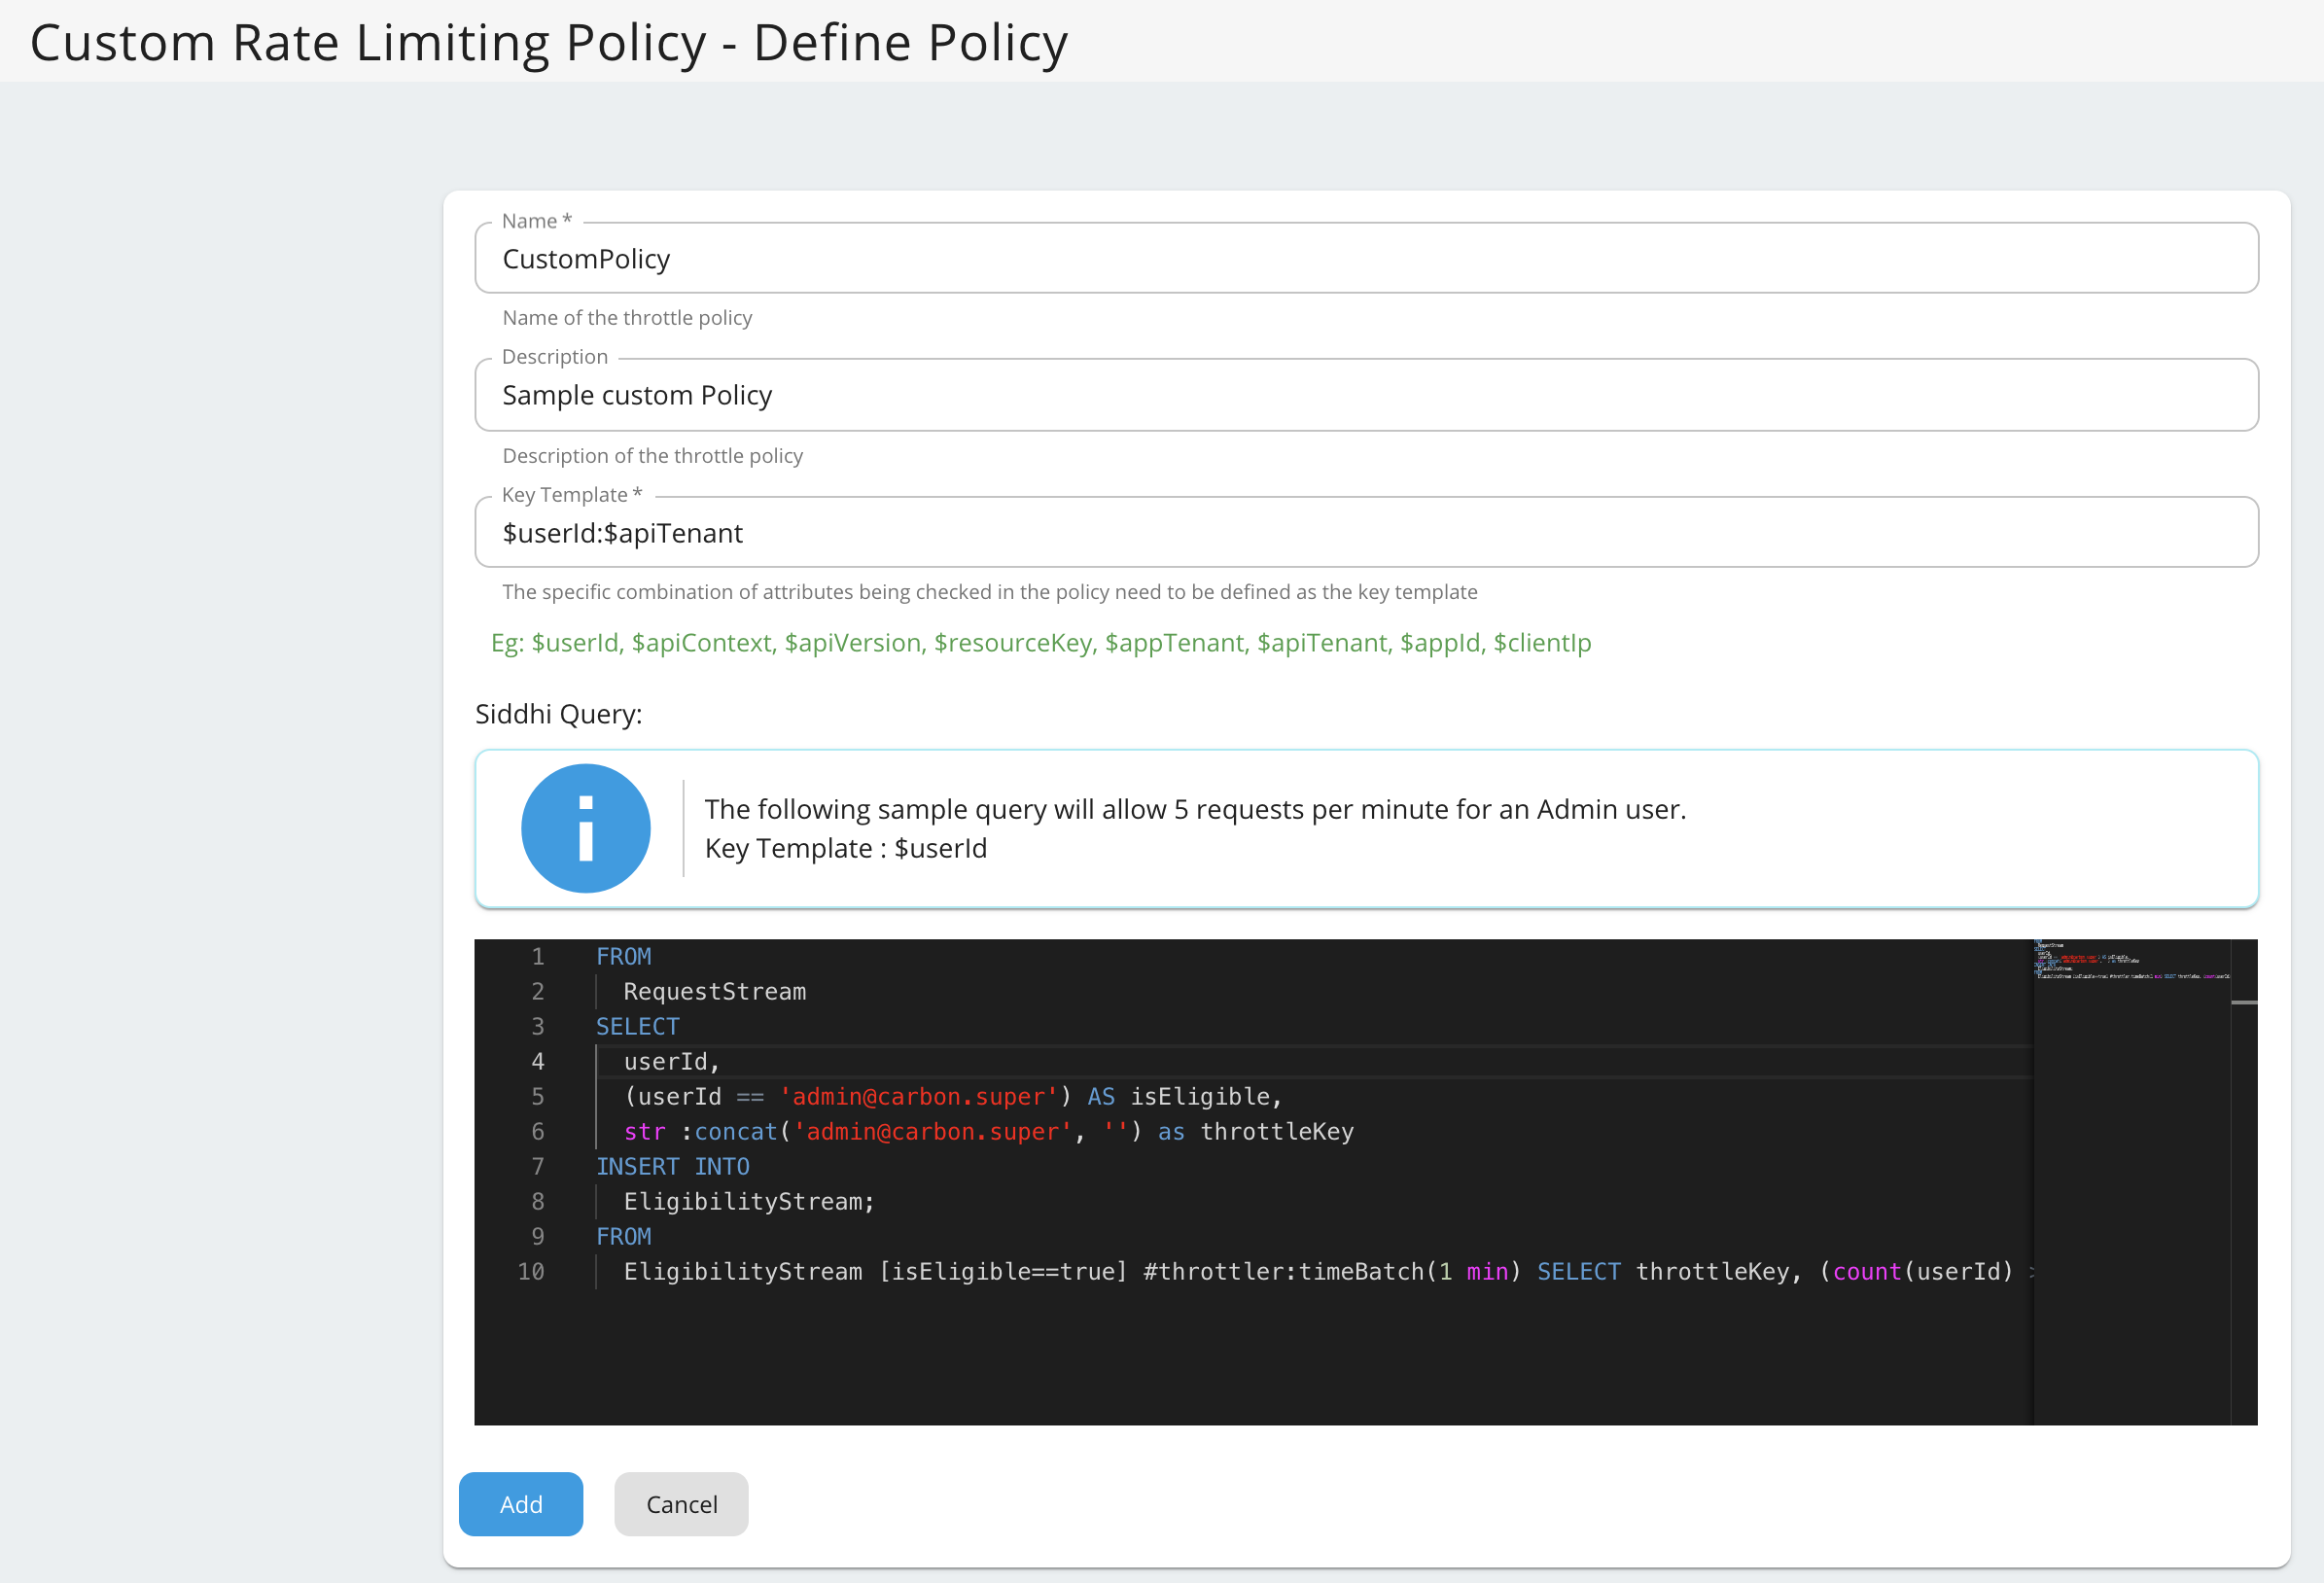 Custom Rate Limiting Policy - Define Policy
Name *
CustomPolicy
Name of the throttle policy
Description
Sample custom Policy
Description of the throttle policy
Key Template *
$userId:$apiTenant
The specific combination of attributes being checked in the policy need to be defined as the key template
Eg: $userId, $apiContext, $apiVersion, $resourceKey, $appTenant, $apiTenant, $appId, $clientIp
Siddhi Query:
The following sample query will allow 5 requests per minute for an Admin user.
Key Template : $userId
1 FROM
2 RequestStream
3 SELECT
4 userId,
5 (userId == 'admin@carbon.super') AS isEligible,
6 str :concat('admin@carbon.super', '') as throttleKey
7 INSERT INTO
8 EligibilityStream;
9 FROM
10 EligibilityStream [isEligible==true] #throttler:timeBatch(1 min) SELECT throttleKey, (count(userId)
Add
Cancel